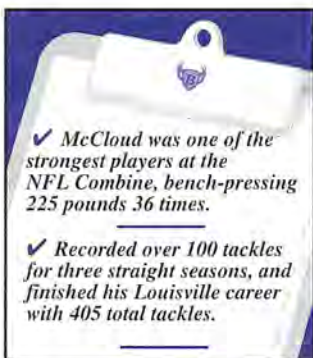 B
✔ McCloud was one of the
strongest players at the
NFL Combine, bench-pressing
225 pounds 36 times.
✔ Recorded over 100 tackles
for three straight seasons, and
finished his Louisville career
with 405 total tackles.